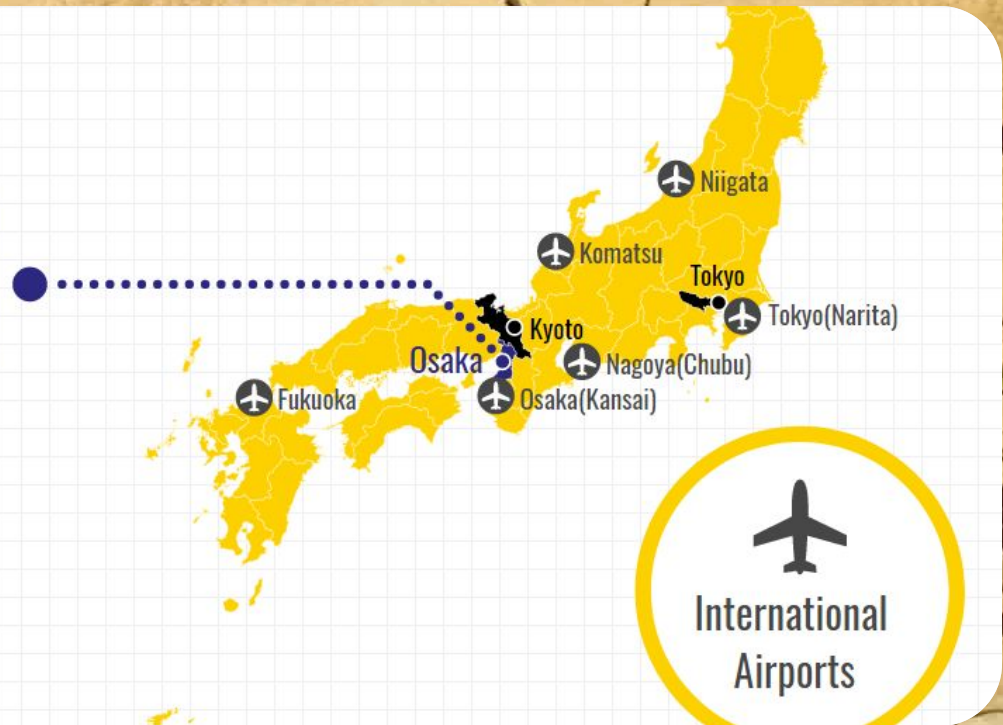 Niigata
Komatsu
Tokyo
Tokyo(Narita)
Kyoto
Osaka
Nagoya(Chubu)
Fukuoka
Osaka(Kansai)
International
Airports